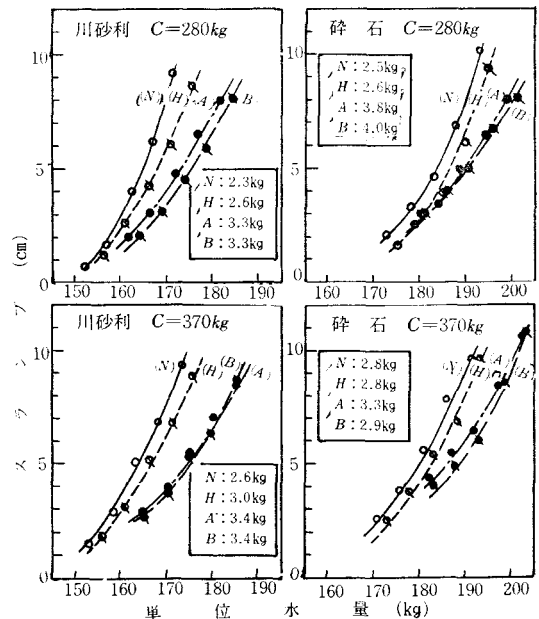 川砂利 C=280kg
(N) (H) (A) B
N:2.3kg
H:2.6kg
A:3.3kg
B:3.3kg
10
5
0
150 160 170 180 190
砕石 C=280kg
N:2.5kg
H:2.6kg
A:3.8kg
B:4.0kg
(N) (H) (A) (B)
150 160 170 180 190 200
川砂利 C=370kg
(N) (H) (B) (A)
N:2.6kg
H:3.0kg
A:3.4kg
B:3.4kg
10
5
0
150 160 170 180 190
砕石 C=370kg
N:2.8kg
H:2.8kg
A:3.3kg
B:2.9kg
(N) (H) (A) (B)
160 170 180 190 200
スランプ (cm)
単位水量 (kg)